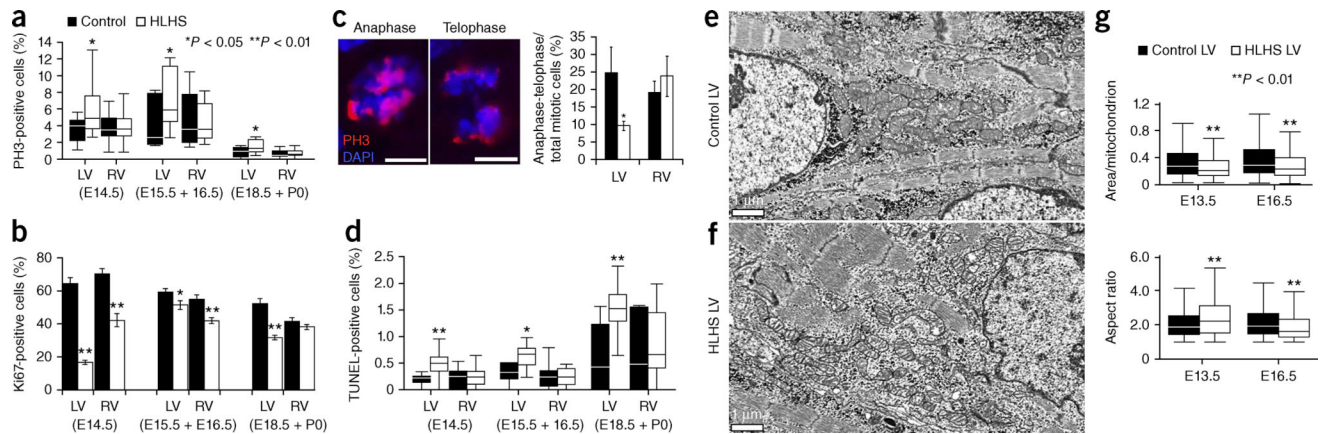 a
Control HLHS
*P < 0.05 **P < 0.01
PH3-positive cells (%)
14
12
10
8
6
4
2
0
*
*
*
LV RV LV RV LV RV
(E14.5) (E15.5 + 16.5) (E18.5 + P0)
b
Ki67-positive cells (%)
80
60
40
20
0
**
**
*
**
**
LV RV LV RV LV RV
(E14.5) (E15.5 + E16.5) (E18.5 + P0)
c
Anaphase Telophase
PH3
DAPI
Anaphase-telophase/
total mitotic cells (%)
35
30
25
20
15
10
5
0
*
LV RV
d
TUNEL-positive cells (%)
2.5
2.0
1.5
1.0
0.5
0
**
*
**
LV RV LV RV LV RV
(E14.5) (E15.5 + 16.5) (E18.5 + P0)
e
Control LV
1 μm
f
HLHS LV
1 μm
g
Control LV HLHS LV
**P < 0.01
Area/mitochondrion
1.2
0.8
0.4
0
**
**
E13.5 E16.5
Aspect ratio
6.0
4.0
2.0
0
**
**
E13.5 E16.5